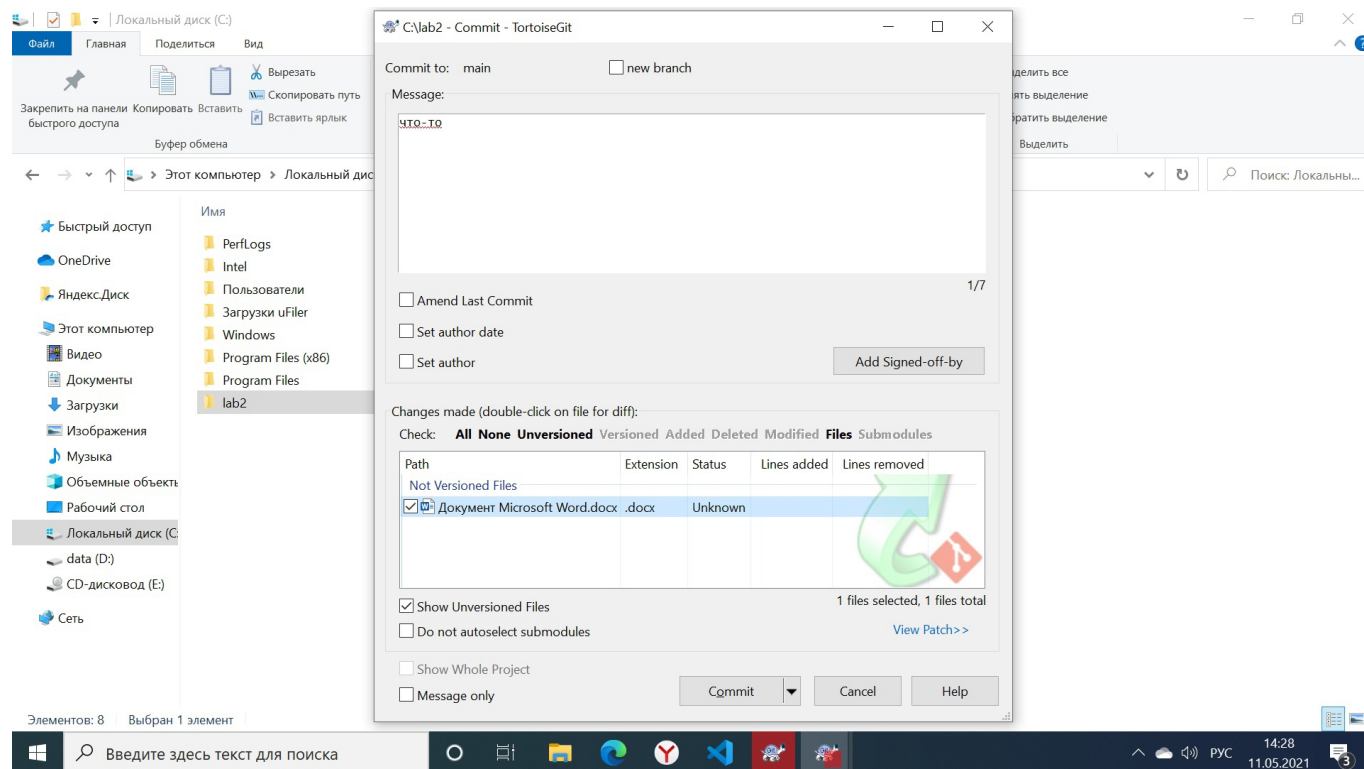 Локальный диск (C:)
Файл Главная Поделиться Вид
Закрепить на панели быстрого доступа
Копировать
Вставить
Вырезать
Скопировать путь
Вставить ярлык
Буфер обмена
Этот компьютер > Локальный дис
Имя
Быстрый доступ
OneDrive
Яндекс.Диск
Этот компьютер
Видео
Документы
Загрузки
Изображения
Музыка
Объемные объекть
Рабочий стол
Локальный диск (C:
data (D:)
CD-дисковод (E:)
Сеть
PerfLogs
Intel
Пользователи
Загрузки uFiler
Windows
Program Files (x86)
Program Files
lab2
C:\lab2 - Commit - TortoiseGit
Commit to: main new branch
Message:
что-то
1/7
Amend Last Commit
Set author date
Set author
Add Signed-off-by
Changes made (double-click on file for diff):
Check: All None Unversioned Versioned Added Deleted Modified Files Submodules
Path Extension Status Lines added Lines removed
Not Versioned Files
Документ Microsoft Word.docx .docx Unknown
Show Unversioned Files
1 files selected, 1 files total
Do not autoselect submodules
View Patch>>
Show Whole Project
Message only
Commit Cancel Help
делить все
ять выделение
ратить выделение
Выделить
Поиск: Локальны...
Элементов: 8 Выбран 1 элемент
Введите здесь текст для поиска
РУС
14:28
11.05.2021
3